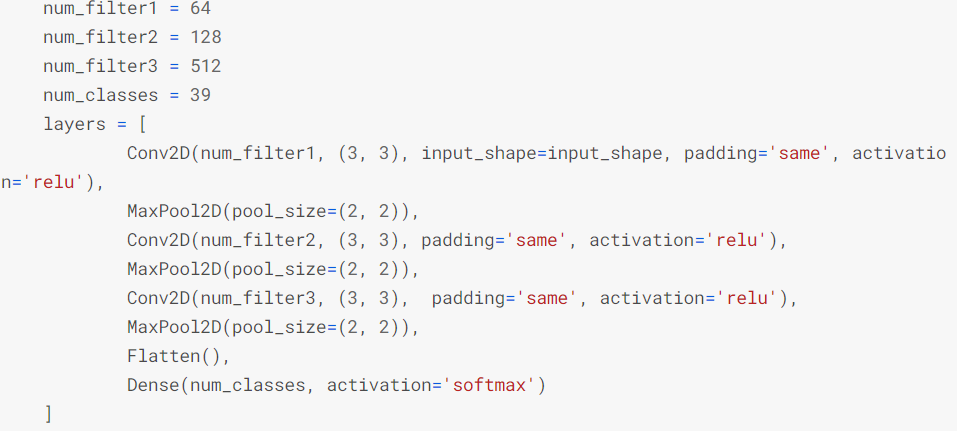 num_filter1 = 64
num_filter2 = 128
num_filter3 = 512
num_classes = 39
layers = [
Conv2D(num_filter1, (3, 3), input_shape=input_shape, padding='same', activatio
n='relu'),
MaxPool2D(pool_size=(2, 2)),
Conv2D(num_filter2, (3, 3), padding='same', activation='relu'),
MaxPool2D(pool_size=(2, 2)),
Conv2D(num_filter3, (3, 3),  padding='same', activation='relu'),
MaxPool2D(pool_size=(2, 2)),
Flatten(),
Dense(num_classes, activation='softmax')
]